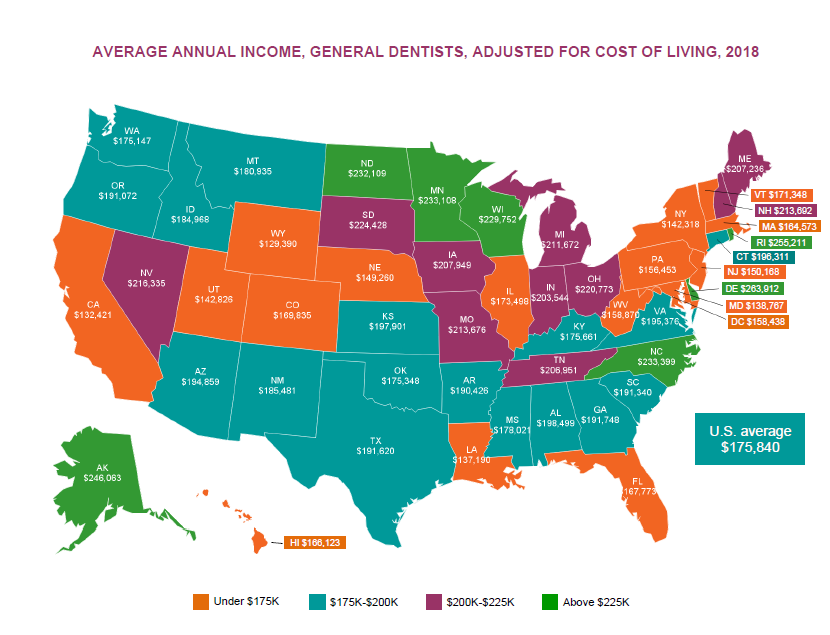 AVERAGE ANNUAL INCOME, GENERAL DENTISTS, ADJUSTED FOR COST OF LIVING, 2018
WA
$175,147
OR
$191,072
ID
$184,968
MT
$180,935
ND
$232,109
MN
$233,108
WI
$229,752
SD
$224,428
WY
$129,390
NV
$216,335
UT
$142,826
CA
$132,421
CO
$169,835
NE
$149,260
IA
$207,949
MI
$211,672
IL
$173,498
IN
$203,544
OH
$220,773
PA
$156,453
NY
$142,318
ME
$207,236
VT $171,348
NH $213,692
MA $164,573
RI $255,211
CT $196,311
NJ $150,168
DE $263,912
MD $138,767
DC $158,438
WV
$158,870
VA
$195,376
KS
$197,901
MO
$213,676
KY
$175,661
TN
$206,951
NC
$233,399
SC
$191,340
AZ
$194,859
NM
$185,481
OK
$175,348
AR
$190,426
MS
$178,021
AL
$198,499
GA
$191,748
TX
$191,620
LA
$137,190
FL
$167,773
AK
$246,063
HI $166,123
U.S. average
$175,840
Under $175K
$175K-$200K
$200K-$225K
Above $225K